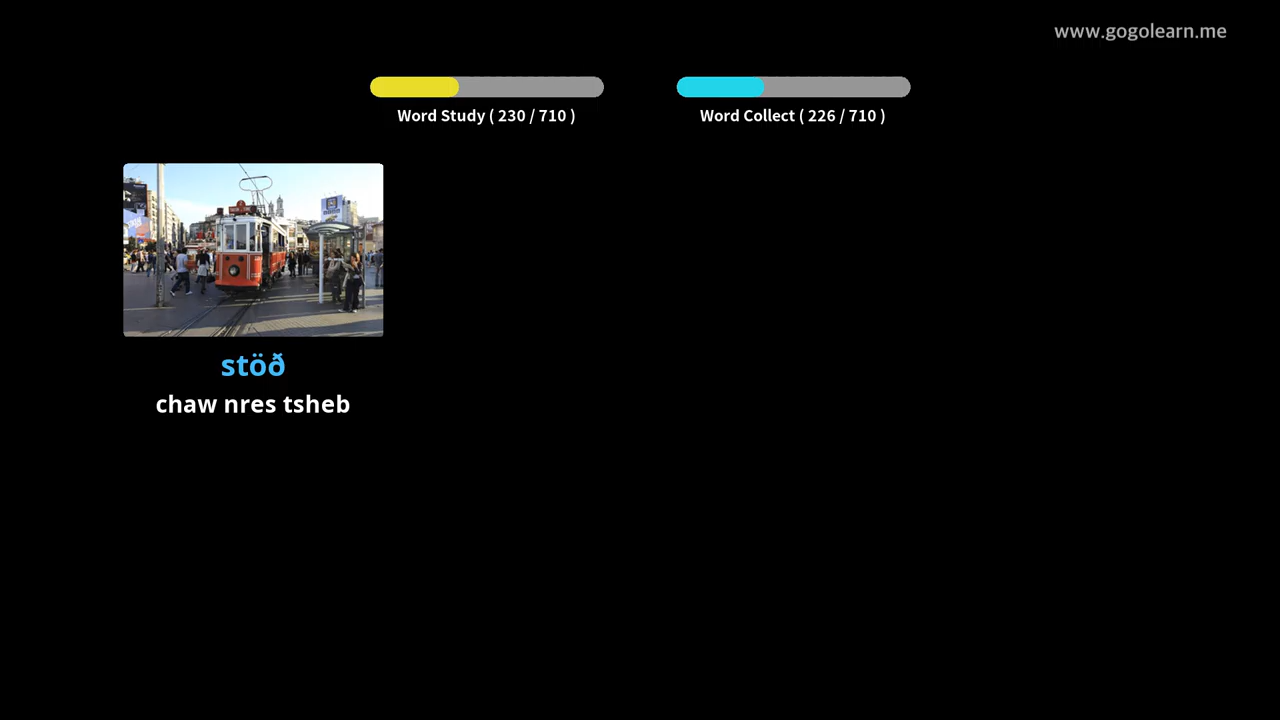 www.gogolearn.me
Word Study ( 230 / 710 )
Word Collect ( 226 / 710 )
stöð
chaw nres tsheb